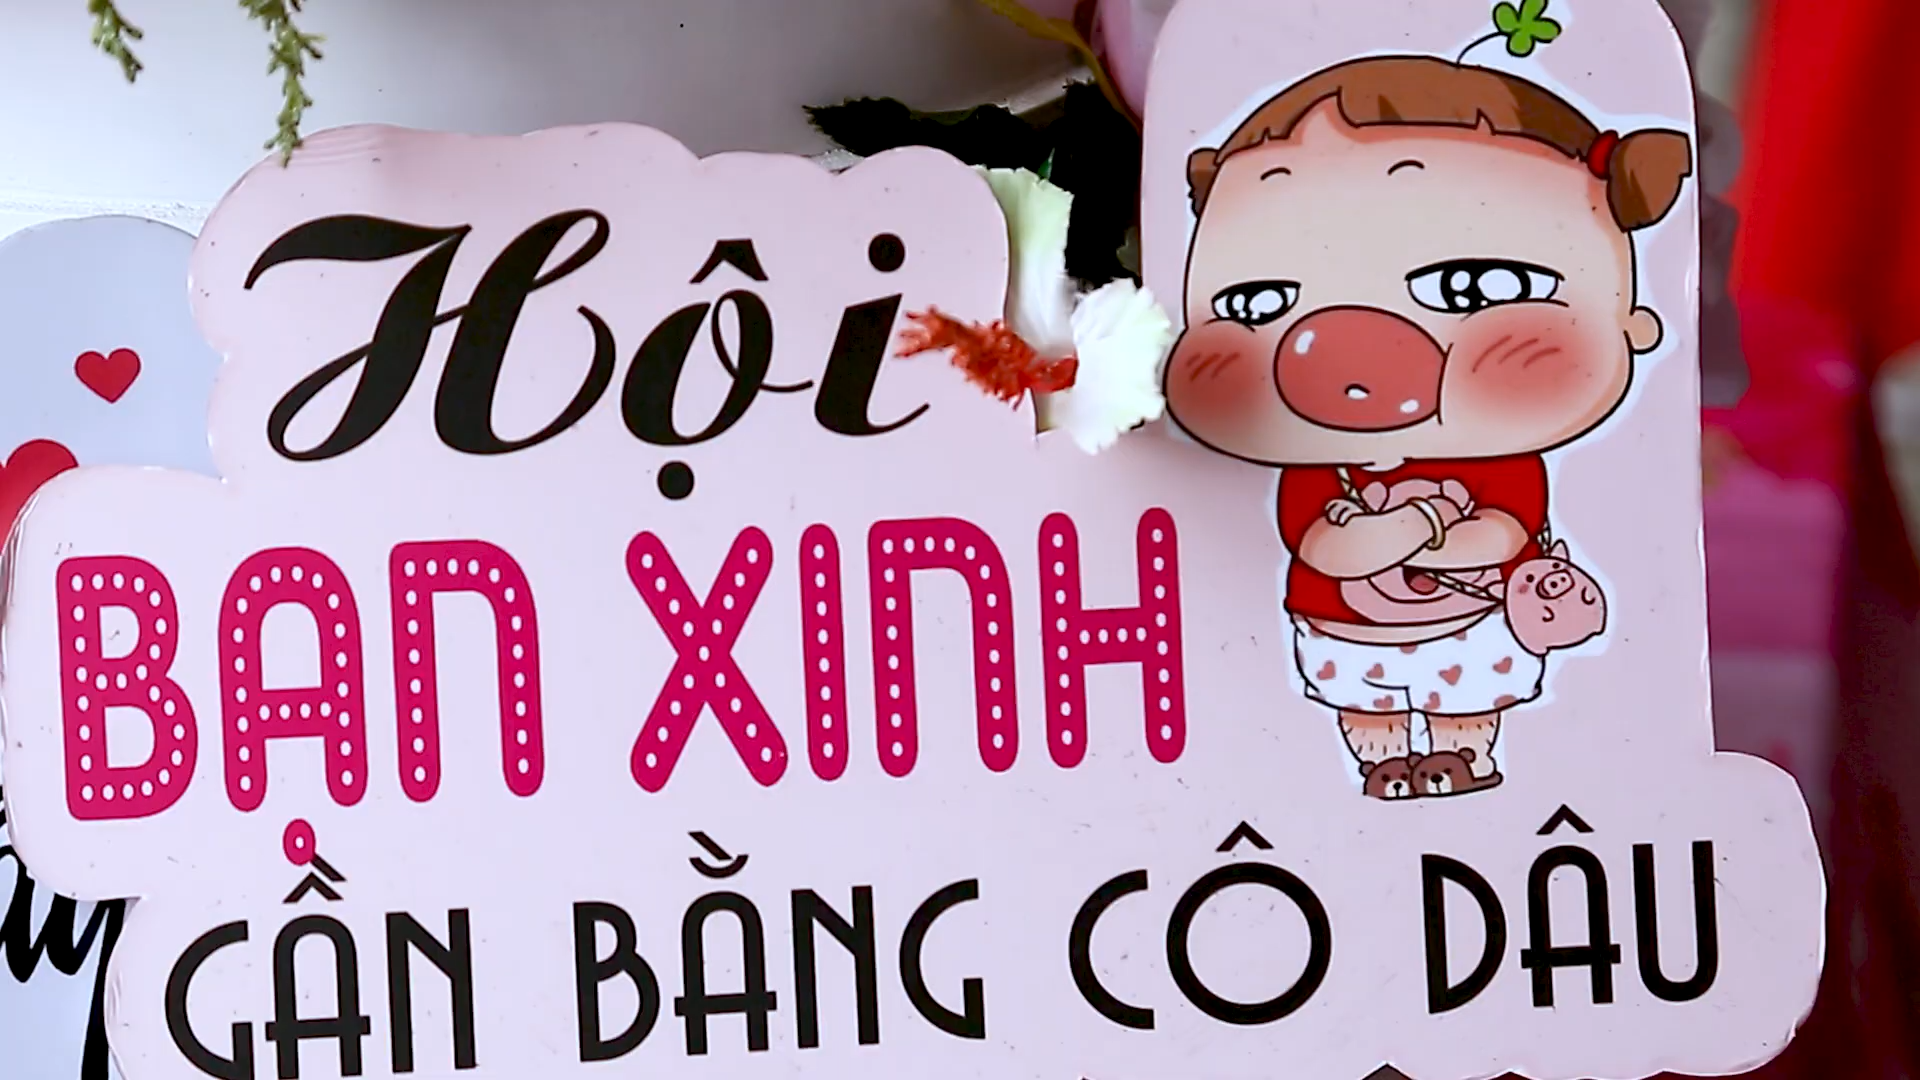 Hội
BẠN XINH
GẦN BẰNG CÔ DÂU